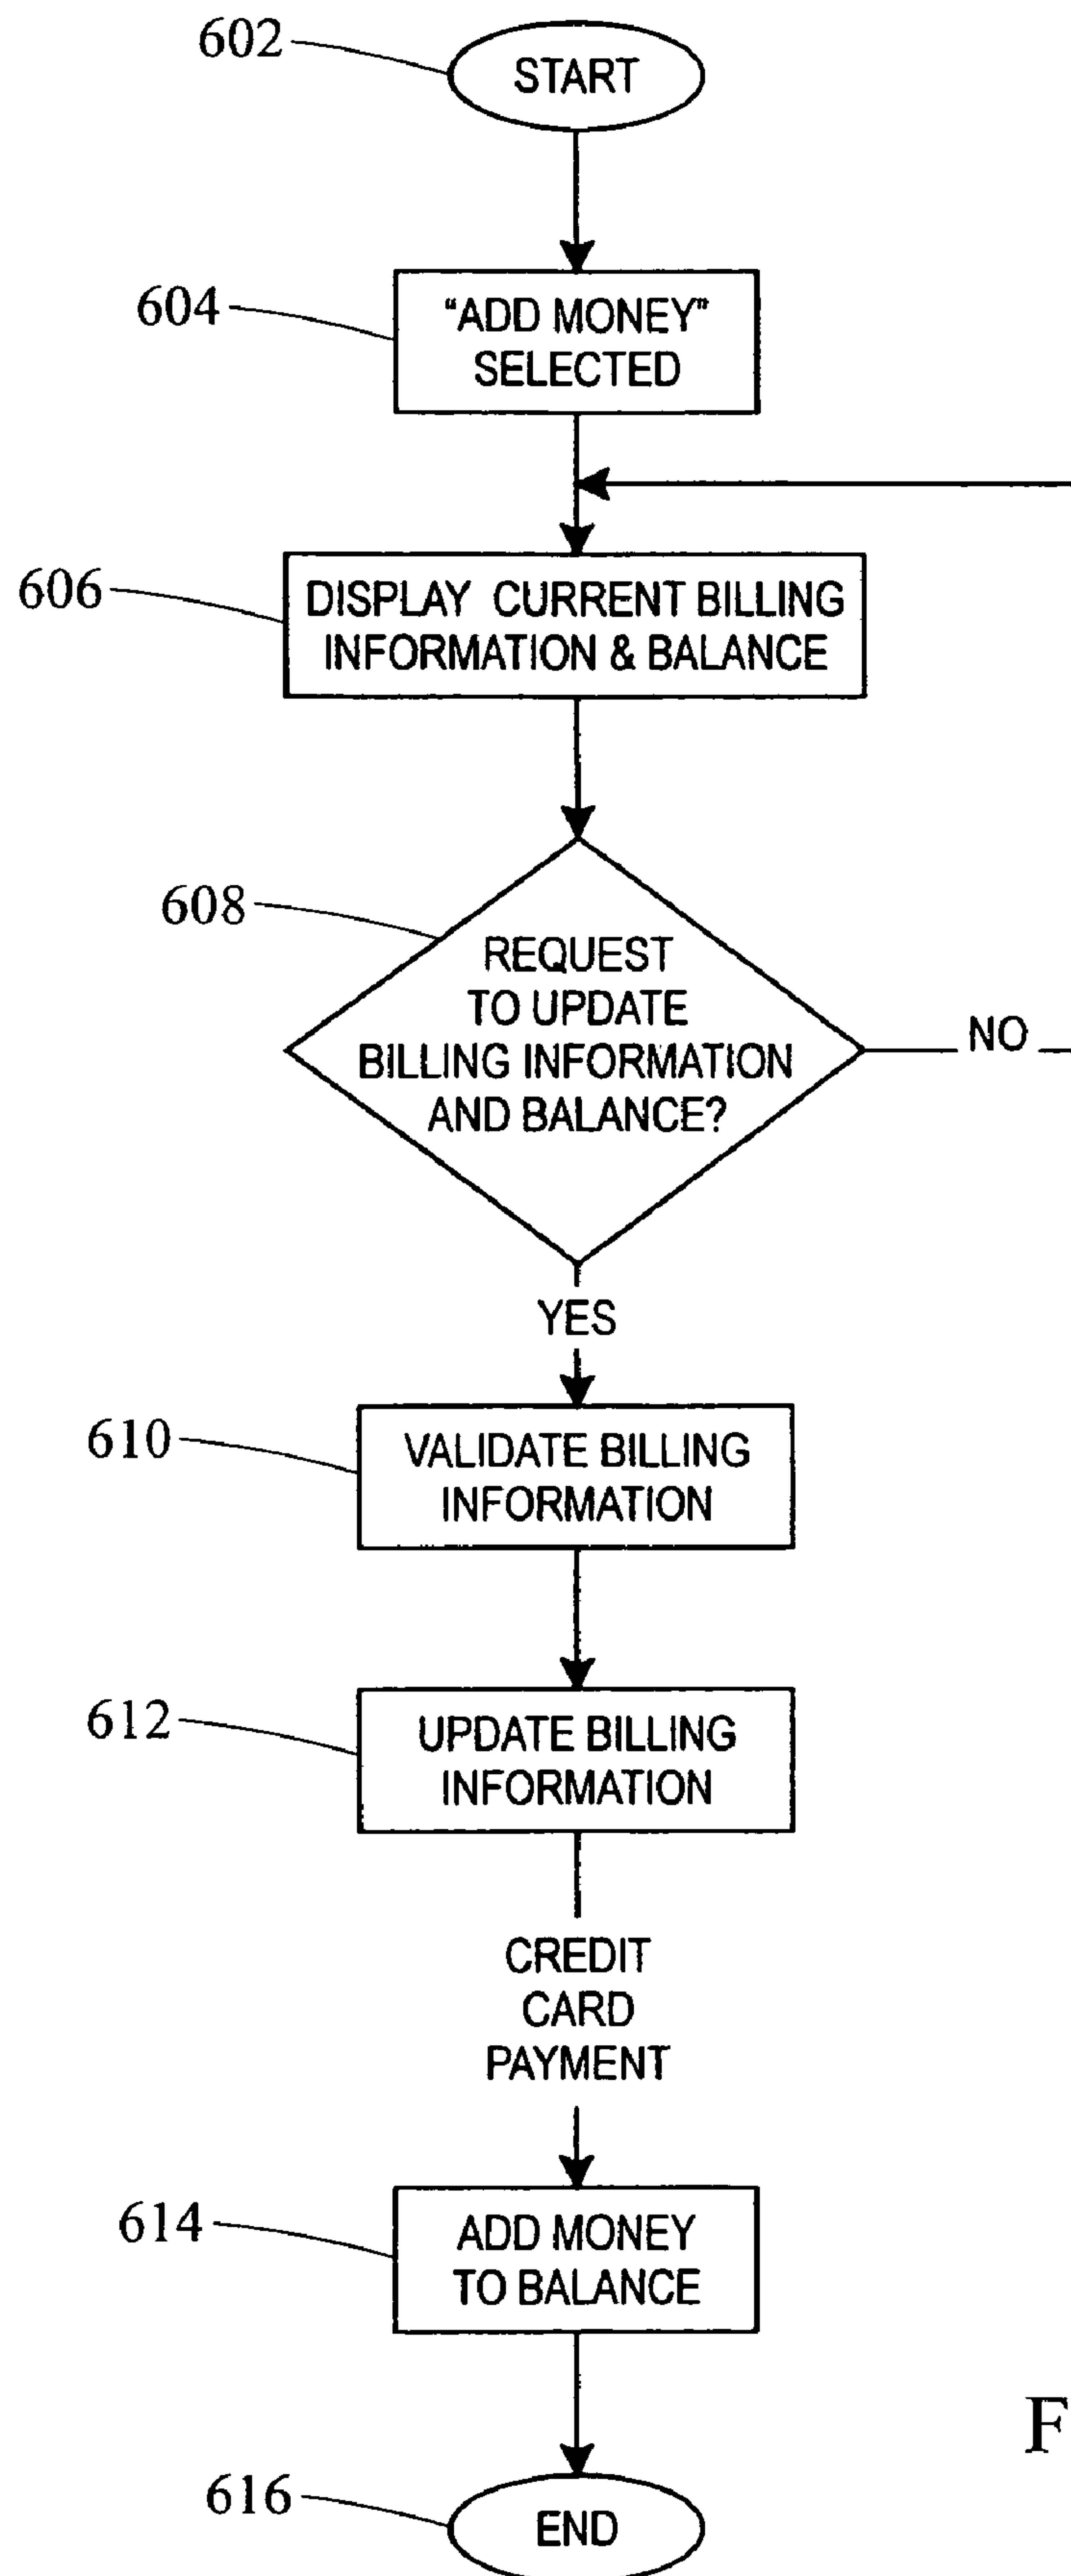 602
START
604
“ADD MONEY”
SELECTED
606
DISPLAY CURRENT BILLING
INFORMATION & BALANCE
608
REQUEST
TO UPDATE
BILLING INFORMATION
AND BALANCE?
NO
YES
610
VALIDATE BILLING
INFORMATION
612
UPDATE BILLING
INFORMATION
CREDIT
CARD
PAYMENT
614
ADD MONEY
TO BALANCE
F
616
END